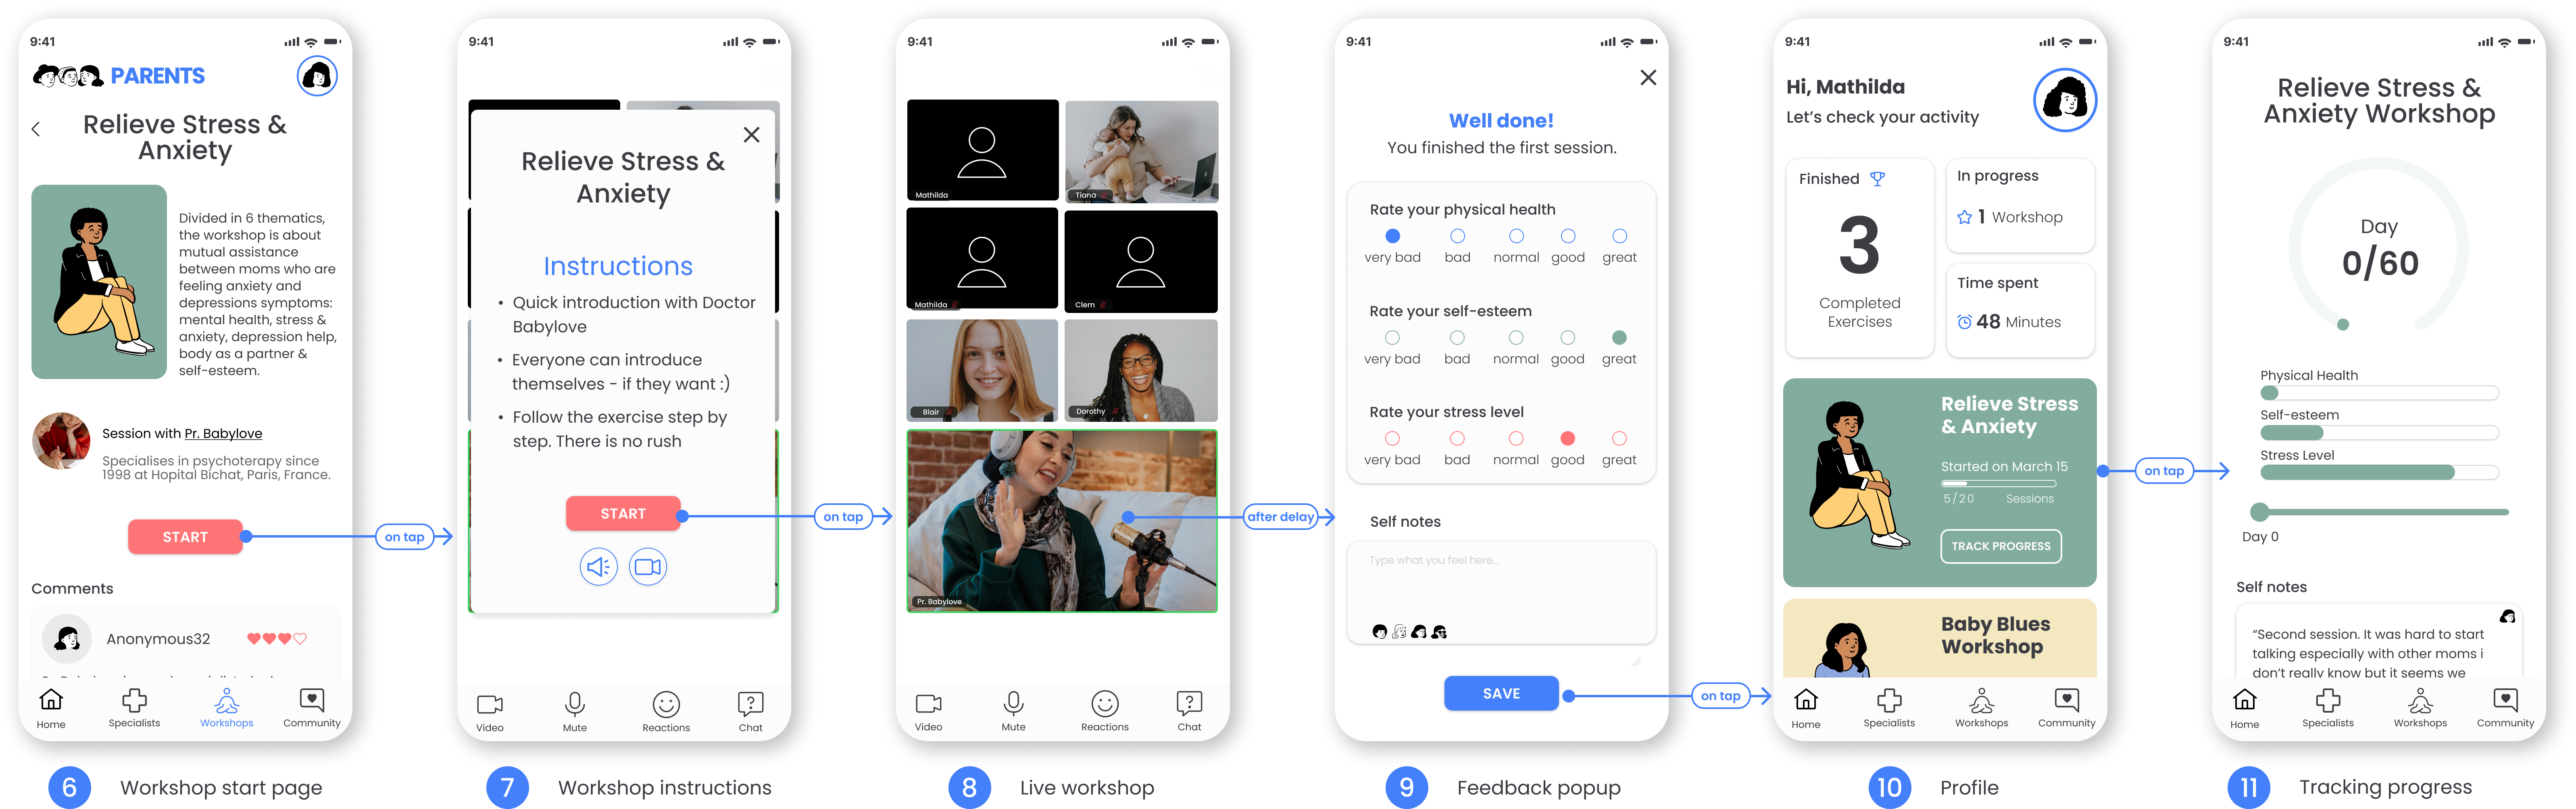 9:41
PARENTS
Relieve Stress &
Anxiety
Divided in 6 thematics,
the workshop is about
mutual assistance
between moms who are
feeling anxiety and
depressions symptoms:
mental health, stress &
anxiety, depression help,
body as a partner &
self-esteem.
Session with Pr. Babylove
Specialises in psychoterapy since
1998 at Hopital Bichat, Paris, France.
START
on tap
Comments
Anonymous32
Home
Specialists
Workshops
Community
6 Workshop start page
9:41
Relieve Stress &
Anxiety
Instructions
• Quick introduction with Doctor
Babylove
• Everyone can introduce
themselves - if they want :)
• Follow the exercise step by
step. There is no rush
START
on tap
Video
Mute
Reactions
Chat
7 Workshop instructions
9:41
Mathilda
Tiana
Mathilda
Clem
Blair
Dorothy
Pr. Babylove
after delay
Video
Mute
Reactions
Chat
8 Live workshop
9:41
Well done!
You finished the first session.
Rate your physical health
very bad bad normal good great
Rate your self-esteem
very bad bad normal good great
Rate your stress level
very bad bad normal good great
Self notes
Type what you feel here...
SAVE
on tap
9 Feedback popup
9:41
Hi, Mathilda
Let's check your activity
Finished
3
Completed
Exercises
In progress
1 Workshop
Time spent
48 Minutes
Relieve Stress
& Anxiety
Started on March 15
5/20 Sessions
TRACK PROGRESS
on tap
Baby Blues
Workshop
Home
Specialists
Workshops
Community
10 Profile
9:41
Relieve Stress &
Anxiety Workshop
Day
0/60
Physical Health
Self-esteem
Stress Level
Day 0
Self notes
“Second session. It was hard to start
talking especially with other moms i
don't really know but it seems we
Home
Specialists
Workshops
Community
11 Tracking progress